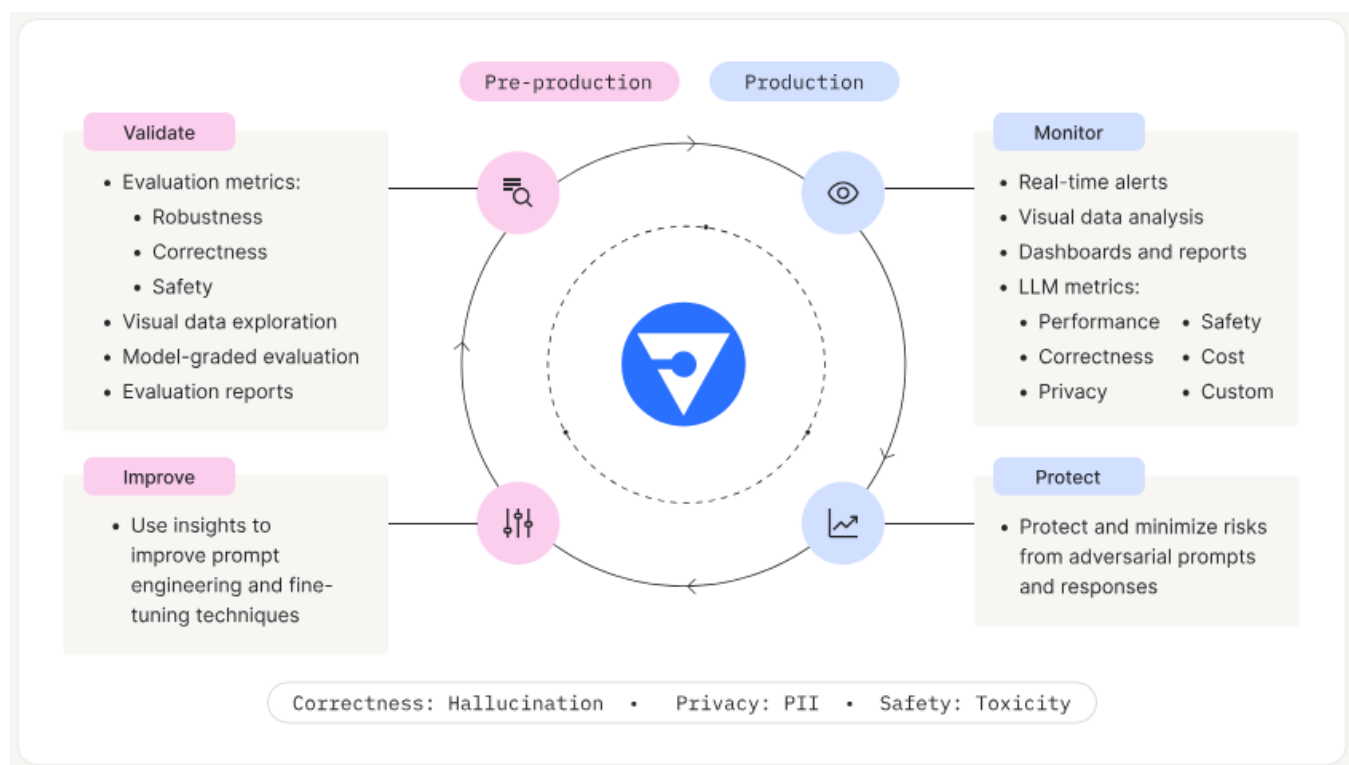 Pre-production
Production
Validate
• Evaluation metrics:
• Robustness
• Correctness
• Safety
• Visual data exploration
• Model-graded evaluation
• Evaluation reports
Monitor
• Real-time alerts
• Visual data analysis
• Dashboards and reports
• LLM metrics:
• Performance • Safety
• Correctness • Cost
• Privacy • Custom
Improve
• Use insights to
improve prompt
engineering and fine-
tuning techniques
Protect
• Protect and minimize risks
from adversarial prompts
and responses
Correctness: Hallucination • Privacy: PII • Safety: Toxicity